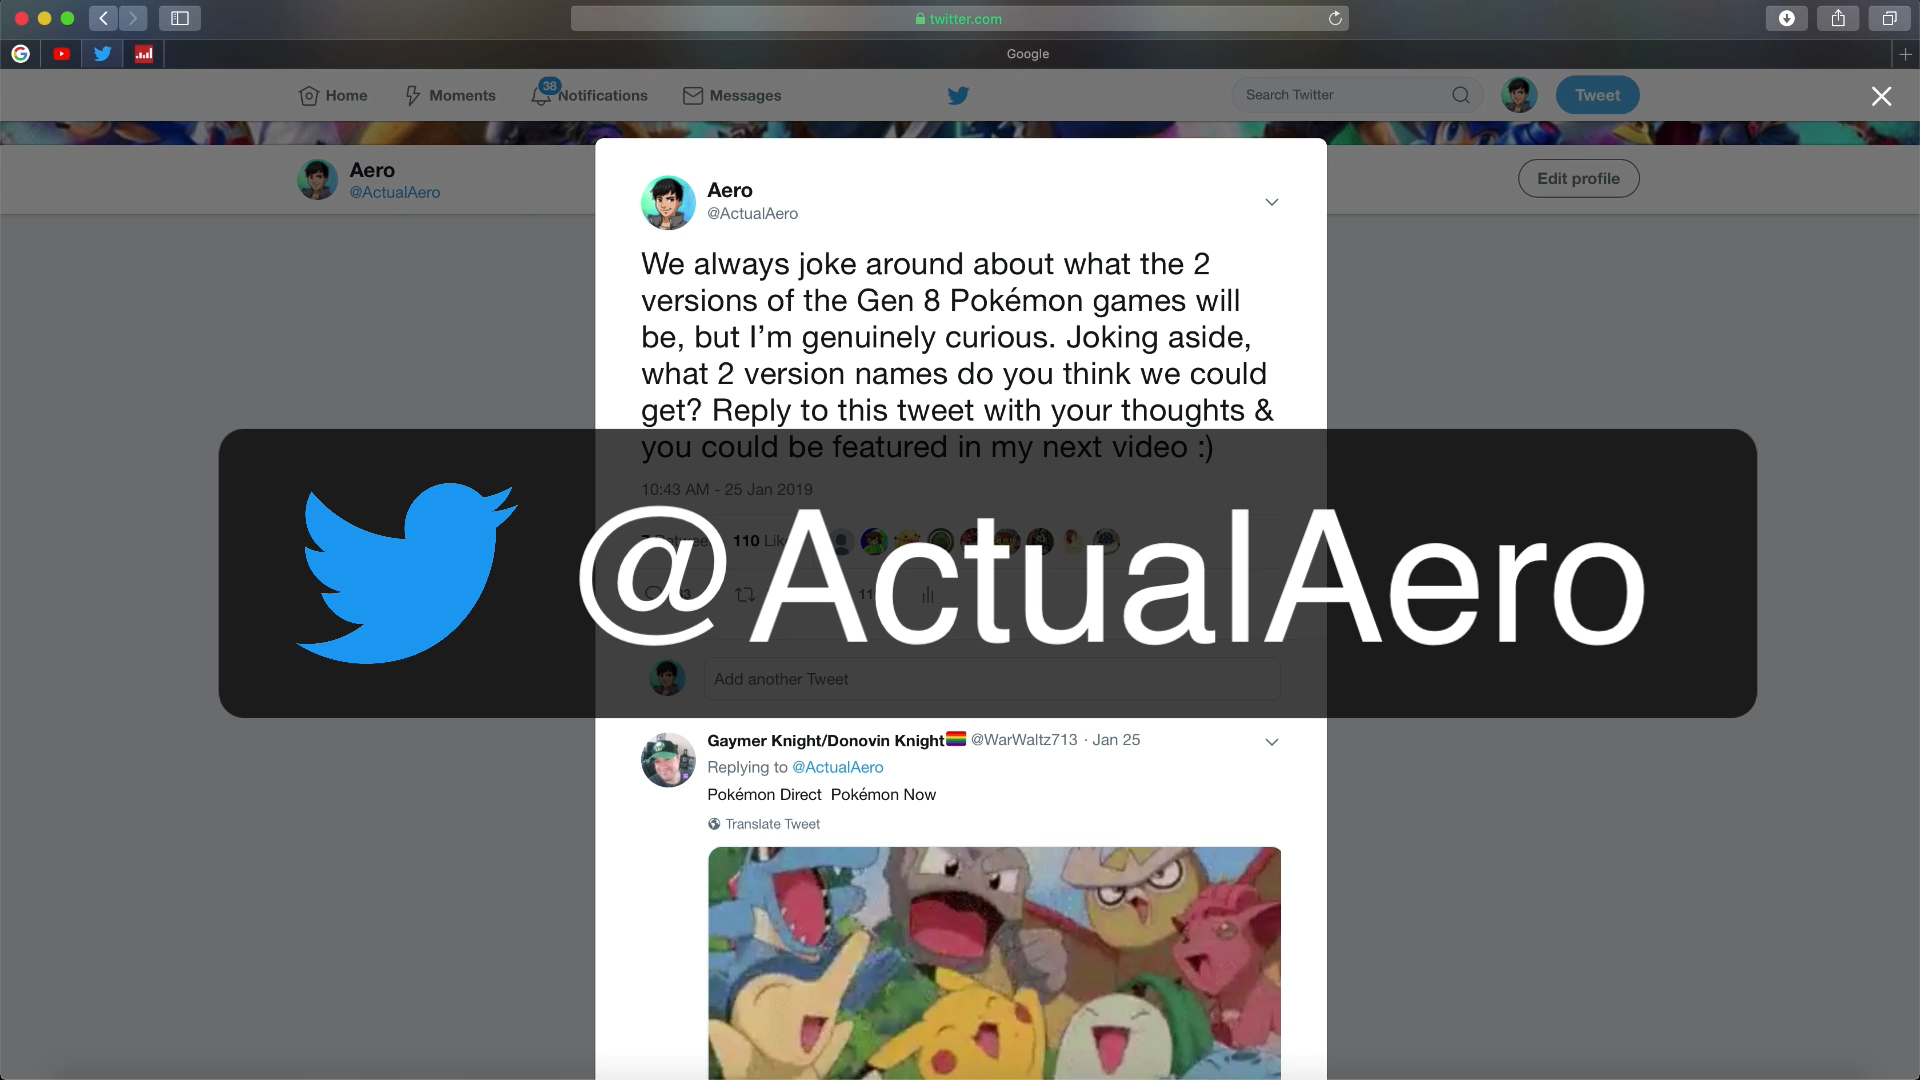 twitter.com
Google
Home
Moments
38
Notifications
Messages
Search Twitter
Tweet
Aero
@ActualAero
Edit profile
Aero
@ActualAero
We always joke around about what the 2
versions of the Gen 8 Pokémon games will
be, but I'm genuinely curious. Joking aside,
what 2 version names do you think we could
get? Reply to this tweet with your thoughts &
you could be featured in my next video :)
10:43 AM - 25 Jan 2019
110
@ActualAero
Add another Tweet
Gaymer Knight/Donovin Knight @WarWaltz713 · Jan 25
Replying to @ActualAero
Pokémon Direct Pokémon Now
Translate Tweet